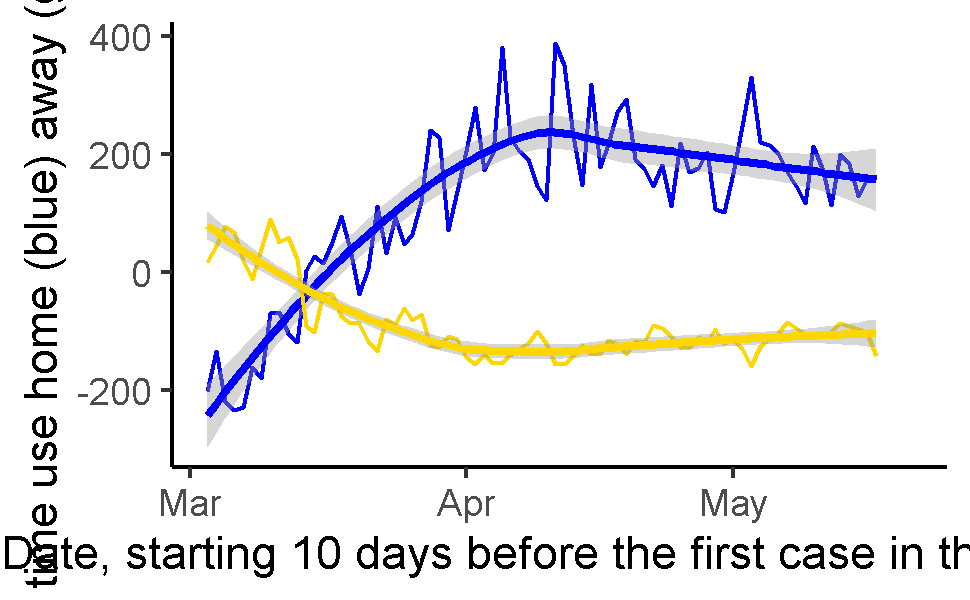 time use home (blue) away (
400
200
0
-200
Mar Apr May
Date, starting 10 days before the first case in th